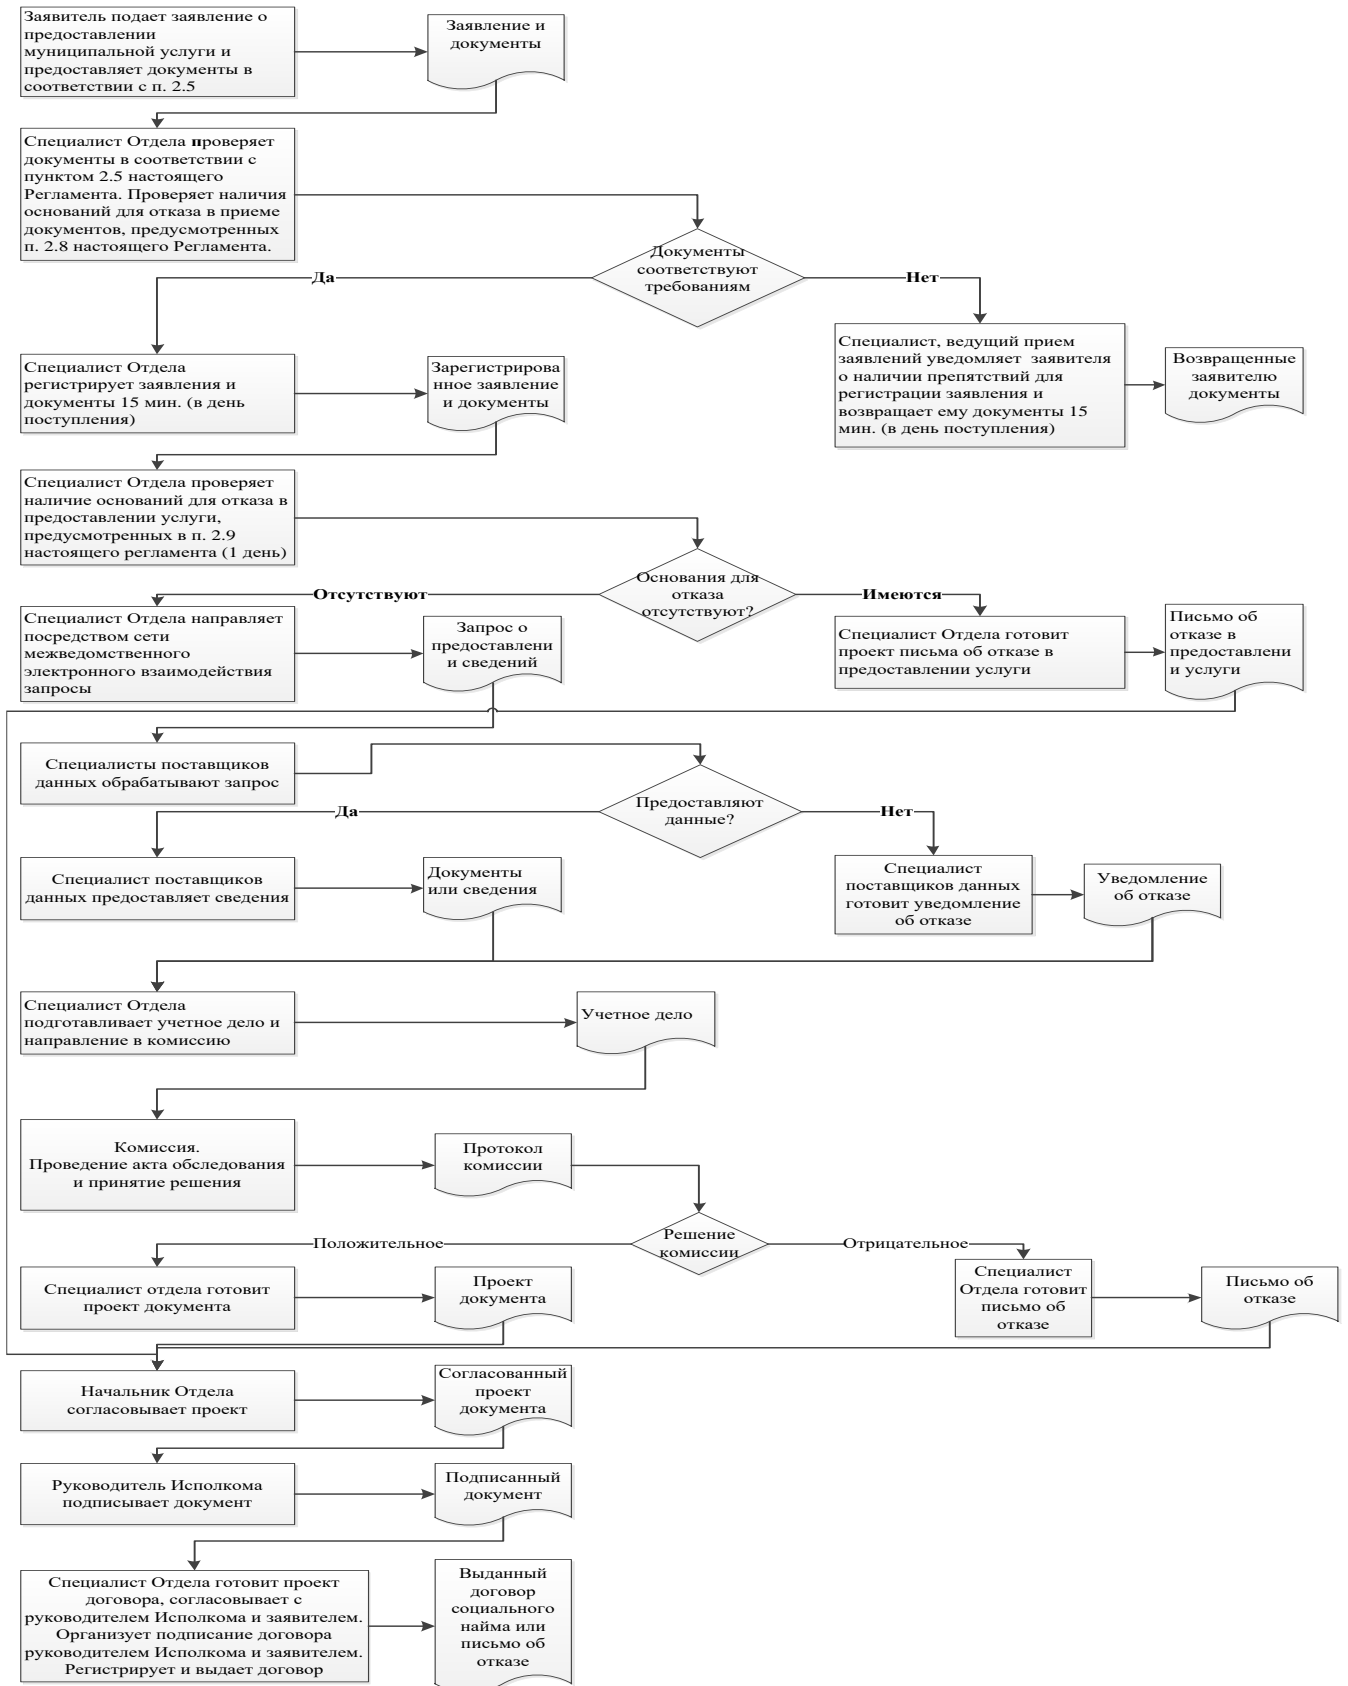 Заявитель подает заявление о
предоставлении
муниципальной услуги и
предоставляет документы в
соответствии с п. 2.5
Заявление и
документы
Специалист Отдела проверяет
документы в соответствии с
пунктом 2.5 настоящего
Регламента. Проверяет наличия
оснований для отказа в приеме
документов, предусмотренных
п. 2.8 настоящего Регламента.
Документы
соответствуют
требованиям
Да
Нет
Специалист Отдела
регистрирует заявления и
документы 15 мин. (в день
поступления)
Зарегистрирова
нное заявление
и документы
Специалист, ведущий прием
заявлений уведомляет заявителя
о наличии препятствий для
регистрации заявления и
возвращает ему документы 15
мин. (в день поступления)
Возвращенные
заявителю
документы
Специалист Отдела проверяет
наличие оснований для отказа в
предоставлении услуги,
предусмотренных в п. 2.9
настоящего регламента (1 день)
Основания для
отказа
отсутствуют?
Отсутствуют
Имеются
Специалист Отдела направляет
посредством сети
межведомственного
электронного взаимодействия
запросы
Запрос о
предоставлени
и сведений
Специалист Отдела готовит
проект письма об отказе в
предоставлении услуги
Письмо об
отказе в
предоставлени
и услуги
Специалисты поставщиков
данных обрабатывают запрос
Предоставляют
данные?
Да
Нет
Специалист поставщиков
данных предоставляет сведения
Документы
или сведения
Специалист
поставщиков данных
готовит уведомление
об отказе
Уведомление
об отказе
Специалист Отдела
подготавливает учетное дело и
направление в комиссию
Учетное дело
Комиссия.
Проведение акта обследования
и принятие решения
Протокол
комиссии
Решение
комиссии
Положительное
Отрицательное
Специалист отдела готовит
проект документа
Проект
документа
Специалист
Отдела готовит
письмо об
отказе
Письмо об
отказе
Начальник Отдела
согласовывает проект
Согласованный
проект
документа
Руководитель Исполкома
подписывает документ
Подписанный
документ
Специалист Отдела готовит проект
договора, согласовывает с
руководителем Исполкома и заявителем.
Организует подписание договора
руководителем Исполкома и заявителем.
Регистрирует и выдает договор
Выданный
договор
социального
найма или
письмо об
отказе